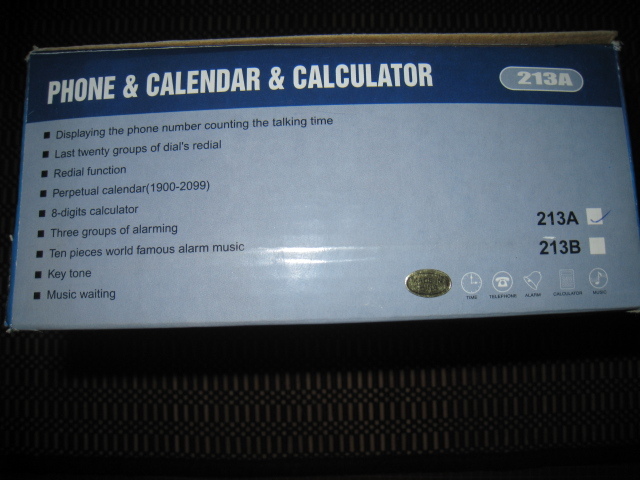 PHONE & CALENDAR & CALCULATOR
213A
Displaying the phone number counting the talking time
Last twenty groups of dial's redial
Redial function
Perpetual calendar(1900-2099)
8-digits calculator
Three groups of alarming
Ten pieces world famous alarm music
Key tone
Music waiting
213A
213B
TIME TELEPHONE ALARM CALCULATOR MUSIC